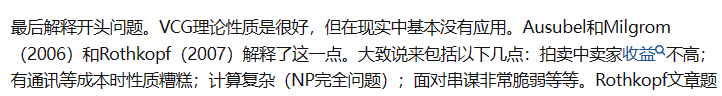 最后解释开头问题。VCG理论性质是很好，但在现实中基本没有应用。Ausubel和Milgrom
（2006）和Rothkopf（2007）解释了这一点。大致说来包括以下几点：拍卖中卖家收益不高；
有通讯等成本时性质糟糕；计算复杂（NP完全问题）；面对串谋非常脆弱等等。Rothkopf文章题